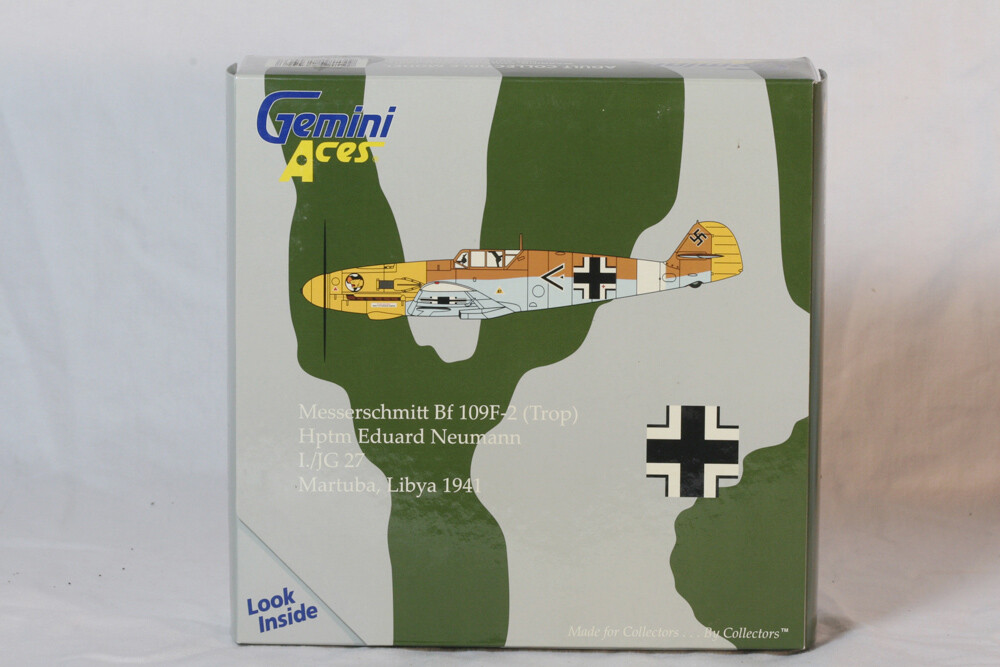 Gemini
Aces
Messerschmitt Bf 109F-2 (Trop)
Hptm Eduard Neumann
I./JG 27
Martuba, Libya 1941
Look
Inside
Made for Collectors . . . By Collectors™